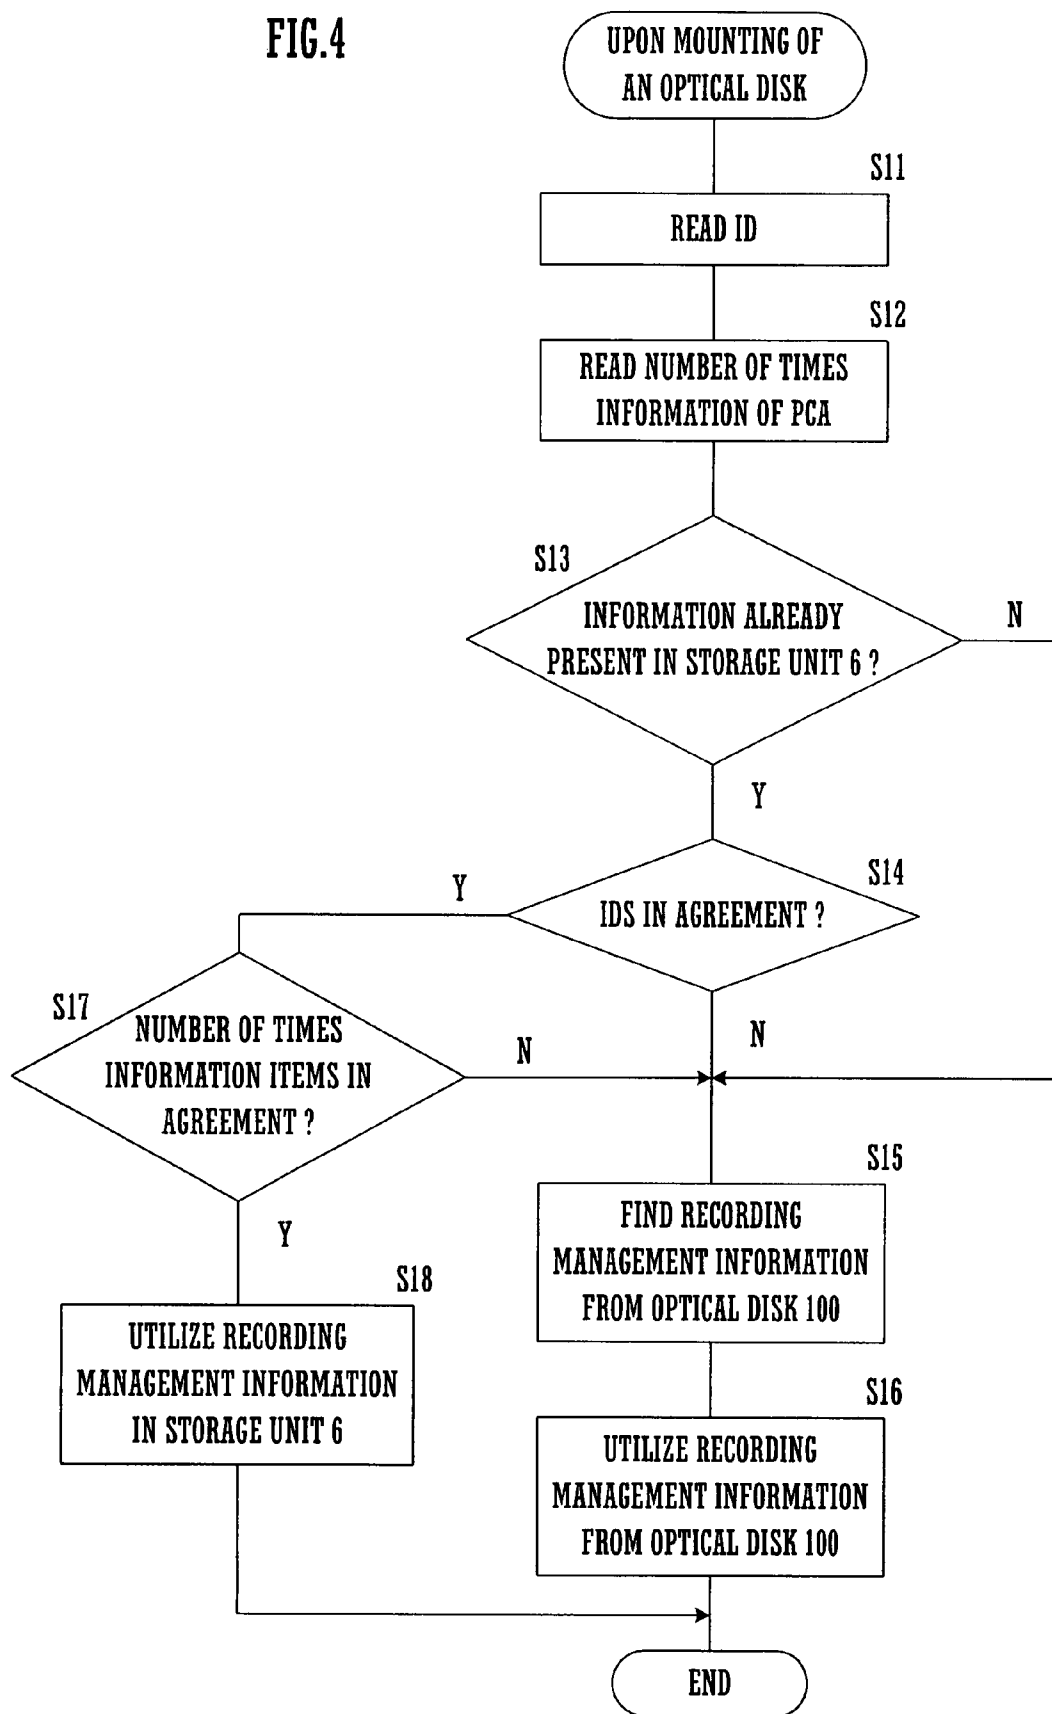 FIG.4
UPON MOUNTING OF
AN OPTICAL DISK
S11
READ ID
S12
READ NUMBER OF TIMES
INFORMATION OF PCA
S13
INFORMATION ALREADY
PRESENT IN STORAGE UNIT 6 ?
N
Y
S14
IDS IN AGREEMENT ?
Y
N
S17
NUMBER OF TIMES
INFORMATION ITEMS IN
AGREEMENT ?
N
Y
S15
FIND RECORDING
MANAGEMENT INFORMATION
FROM OPTICAL DISK 100
S18
UTILIZE RECORDING
MANAGEMENT INFORMATION
IN STORAGE UNIT 6
S16
UTILIZE RECORDING
MANAGEMENT INFORMATION
FROM OPTICAL DISK 100
END